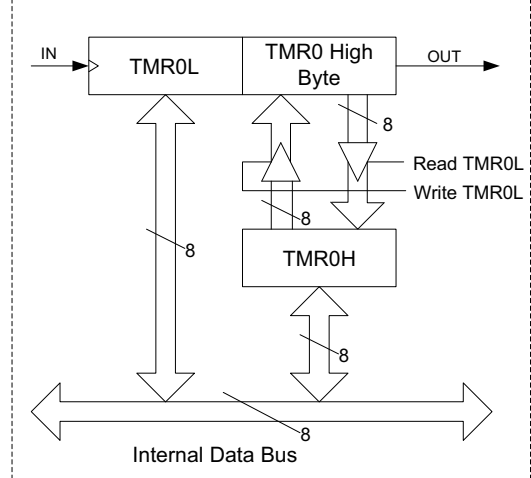 IN
TMR0L
TMR0 High
Byte
OUT
8
Read TMR0L
Write TMR0L
8
8
TMR0H
8
8
Internal Data Bus